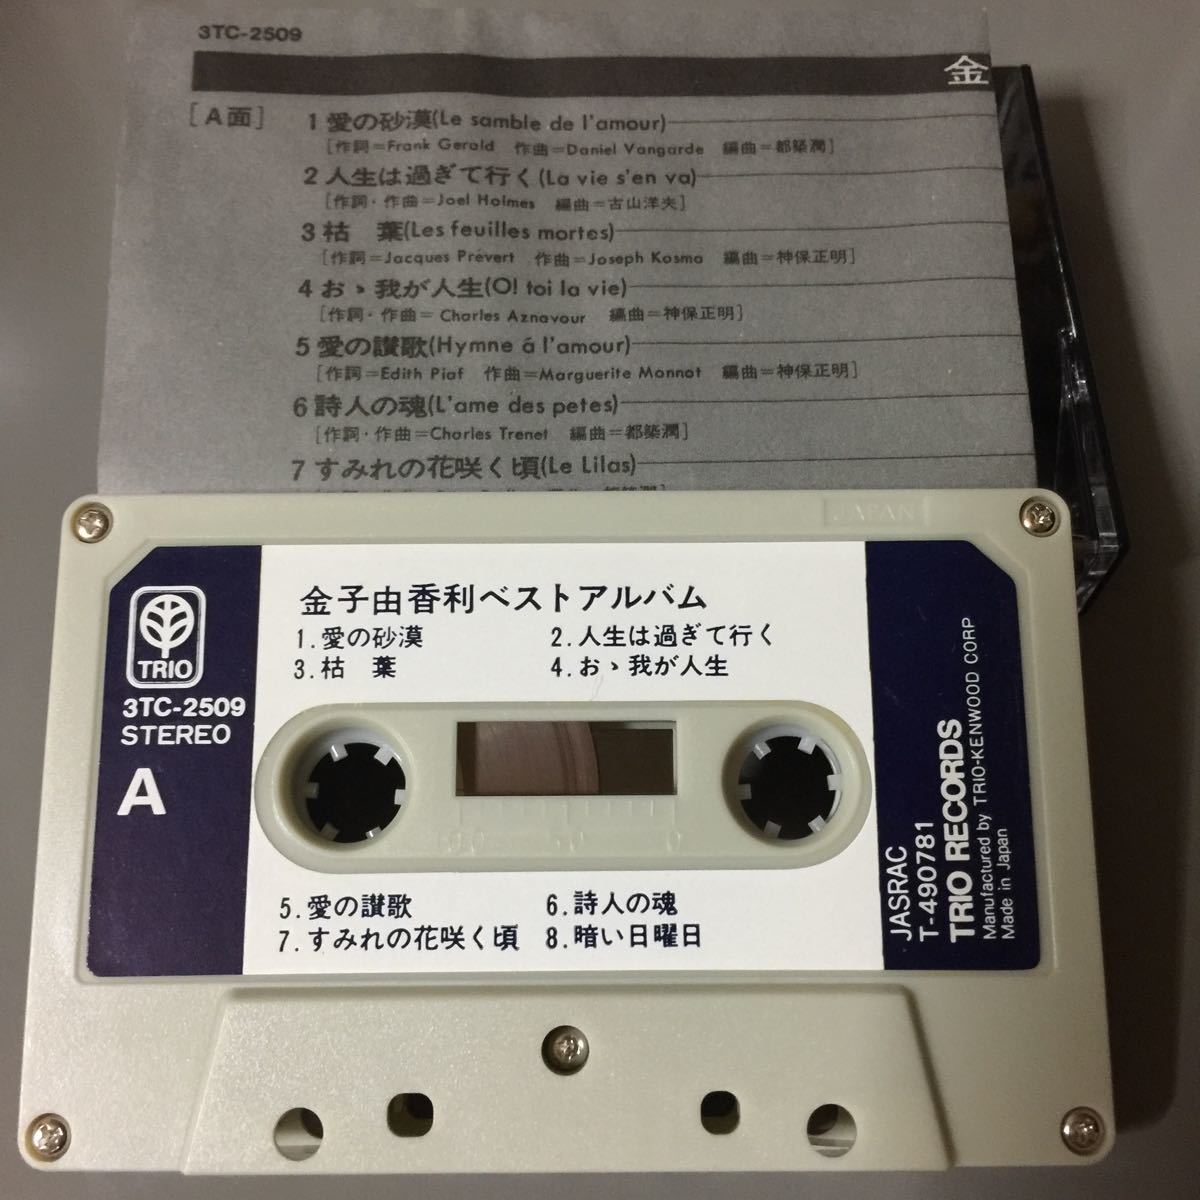 3TC-2509
金
[A面]
1 愛の砂漠(Le samble de l'amour)
[作詞=Frank Gerald 作曲=Daniel Vangarde 編曲=都築潤]
2 人生は過ぎて行く(La vie s'en va)
[作詞・作曲=Joel Holmes 編曲=古山洋夫]
3 枯 葉(Les feuilles mortes)
[作詞=Jacques Prévert 作曲=Joseph Kosma 編曲=神保正明]
4 おゝ我が人生(O! toi la vie)
[作詞・作曲=Charles Aznavour 編曲=神保正明]
5 愛の讃歌(Hymne á l'amour)
[作詞=Edith Piaf 作曲=Marguerite Monnot 編曲=神保正明]
6 詩人の魂(L'ame des petes)
[作詞・作曲=Charles Trenet 編曲=都築潤]
7 すみれの花咲く頃(Le Lilas)
JAPAN
金子由香利ベストアルバム
1.愛の砂漠 2.人生は過ぎて行く
3.枯 葉 4.おゝ我が人生
TRIO
3TC-2509
STEREO
A
100 50 0
5.愛の讃歌 6.詩人の魂
7.すみれの花咲く頃 8.暗い日曜日
JASRAC
T-490781
TRIO RECORDS
Manufactured by TRIO-KENWOOD CORP
Made in Japan